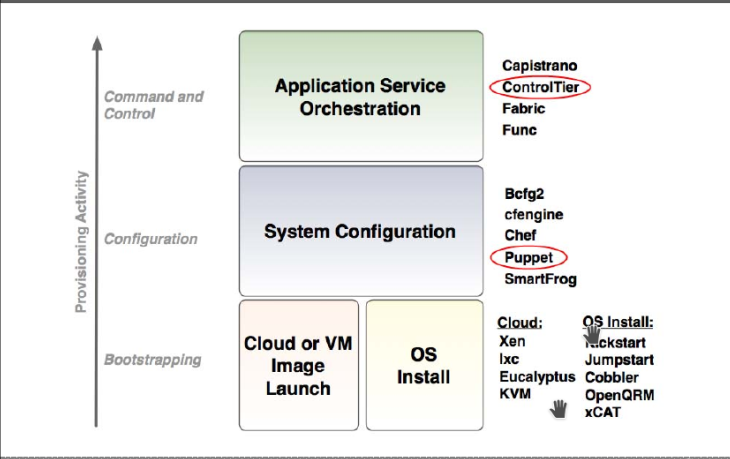 Provisioning Activity
Command and
Control
Application Service
Orchestration
Capistrano
ControlTier
Fabric
Func
Configuration
System Configuration
Bcfg2
cfengine
Chef
Puppet
SmartFrog
Bootstrapping
Cloud or VM
Image
Launch
OS
Install
Cloud:
Xen
lxc
Eucalyptus
KVM
OS Install:
Kickstart
Jumpstart
Cobbler
OpenQRM
xCAT